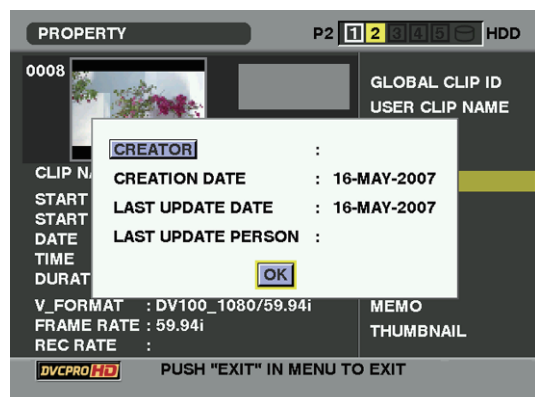 PROPERTY
P2 1 2 3 4 5 HDD
0008
GLOBAL CLIP ID
USER CLIP NAME
CREATOR :
CREATION DATE : 16-MAY-2007
LAST UPDATE DATE : 16-MAY-2007
LAST UPDATE PERSON :
OK
CLIP
START
START
DATE
TIME
DURAT
V_FORMAT : DV100_1080/59.94i
FRAME RATE : 59.94i
REC RATE :
MEMO
THUMBNAIL
DVCPRO HD
PUSH "EXIT" IN MENU TO EXIT